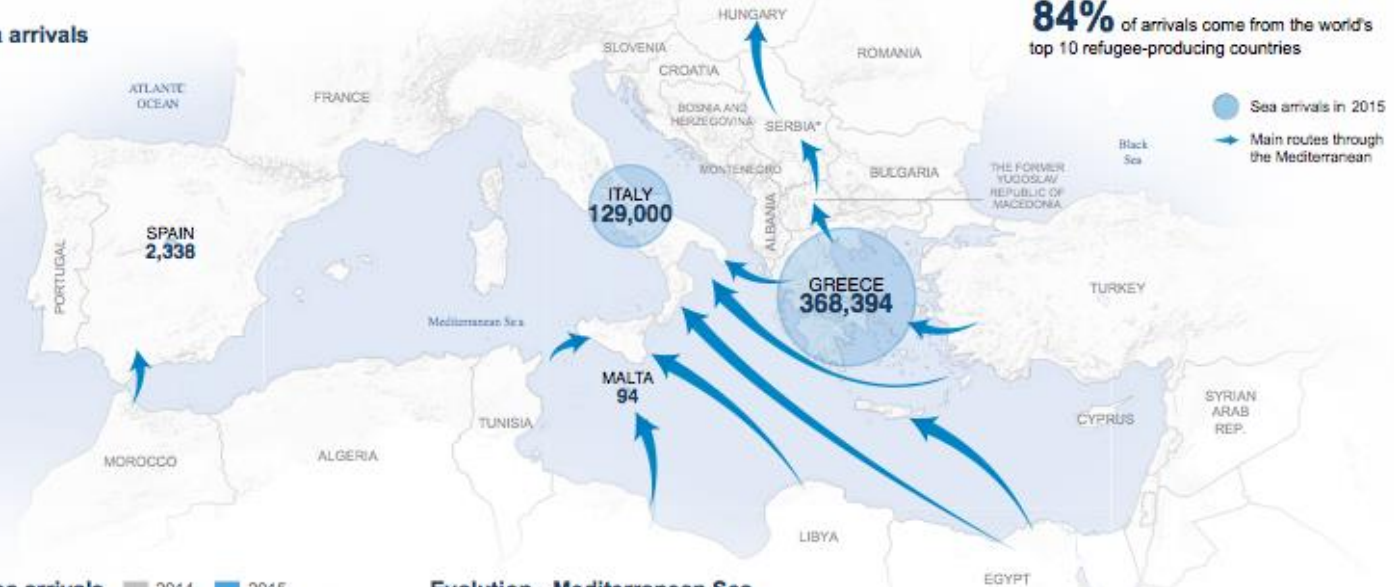 arrivals
84% of arrivals come from the world's
top 10 refugee-producing countries
Sea arrivals in 2015
Main routes through
the Mediterranean
HUNGARY
SLOVENIA
CROATIA
ROMANIA
ATLANTIC
OCEAN
FRANCE
BOSNIA AND
HERZEGOVINA
SERBIA*
Black
Sea
MONTENEGRO
BULGARIA
THE FORMER
YUGOSLAV
REPUBLIC OF
MACEDONIA
ITALY
129,000
ALBANIA
SPAIN
2,338
PORTUGAL
GREECE
368,394
TURKEY
Mediterranean Sea
MALTA
94
TUNISIA
CYPRUS
SYRIAN
ARAB
REP.
MOROCCO
ALGERIA
LIBYA
EGYPT
arrivals 2014 2015
Evolution - Mediterranean Sea